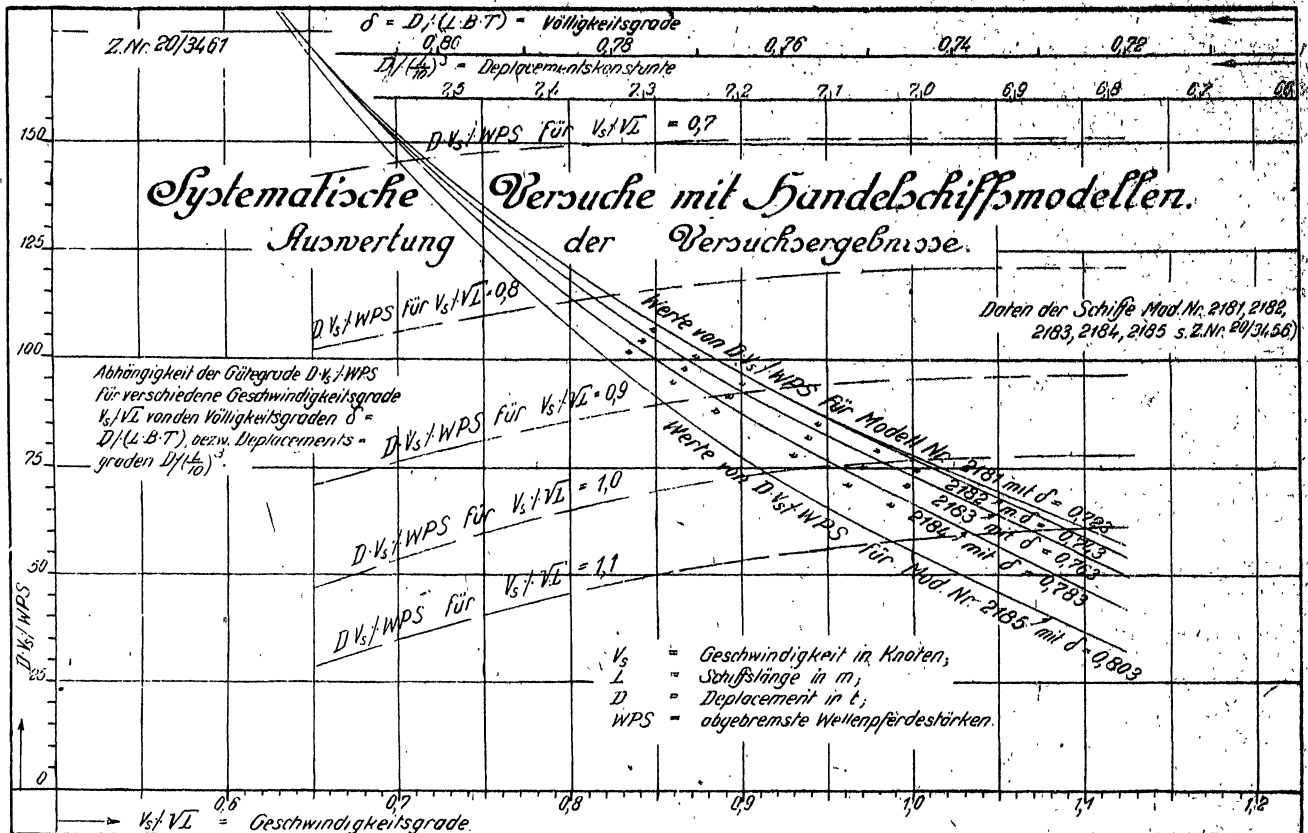 δ = D/(L·B·T) = Völligkeitsgrade
Z.Nr. 20/3461
0,80 0,78 0,76 0,74 0,72
D/(L/10)³ = Deplacementskonstante
7,5 7,4 7,3 7,2 7,1 7,0 6,9 6,8 6,7 6,6
150
D·Vs/WPS für Vs/√L = 0,7
Systematische Versuche mit Handelschiffsmodellen.
Auswertung der Versuchsergebnisse.
125
D·Vs/WPS für Vs/√L = 0,8
Daten der Schiffe Mod.Nr. 2181, 2182,
2183, 2184, 2185 s.Z.Nr. 20/3456)
100
Abhängigkeit der Gütegrade D·Vs/WPS
für verschiedene Geschwindigkeitsgrade
Vs/√L von den Völligkeitsgraden δ =
D/(L·B·T), bezw. Deplacements=
graden D/(L/10)³.
D·Vs/WPS für Vs/√L = 0,9
Werte von D·Vs/WPS für Modell Nr. 2181 mit δ = 0,723
" " " " 2182 " m. δ = 0,743
" " " " 2183 " mit δ = 0,763
" " " " 2184 " mit δ = 0,783
Werte von D·Vs/WPS für Mod. Nr. 2185 mit δ = 0,803
75
D·Vs/WPS für Vs/√L = 1,0
50
D·Vs/WPS für Vs/√L = 1,1
D·Vs/WPS
Vs = Geschwindigkeit in Knoten;
L " Schiffslänge in m;
D " Deplacement in t;
WPS = abgebremste Wellenpferdestärken.
25
0
0,6 0,7 0,8 0,9 1,0 1,1 1,2
Vs/√L = Geschwindigkeitsgrade.